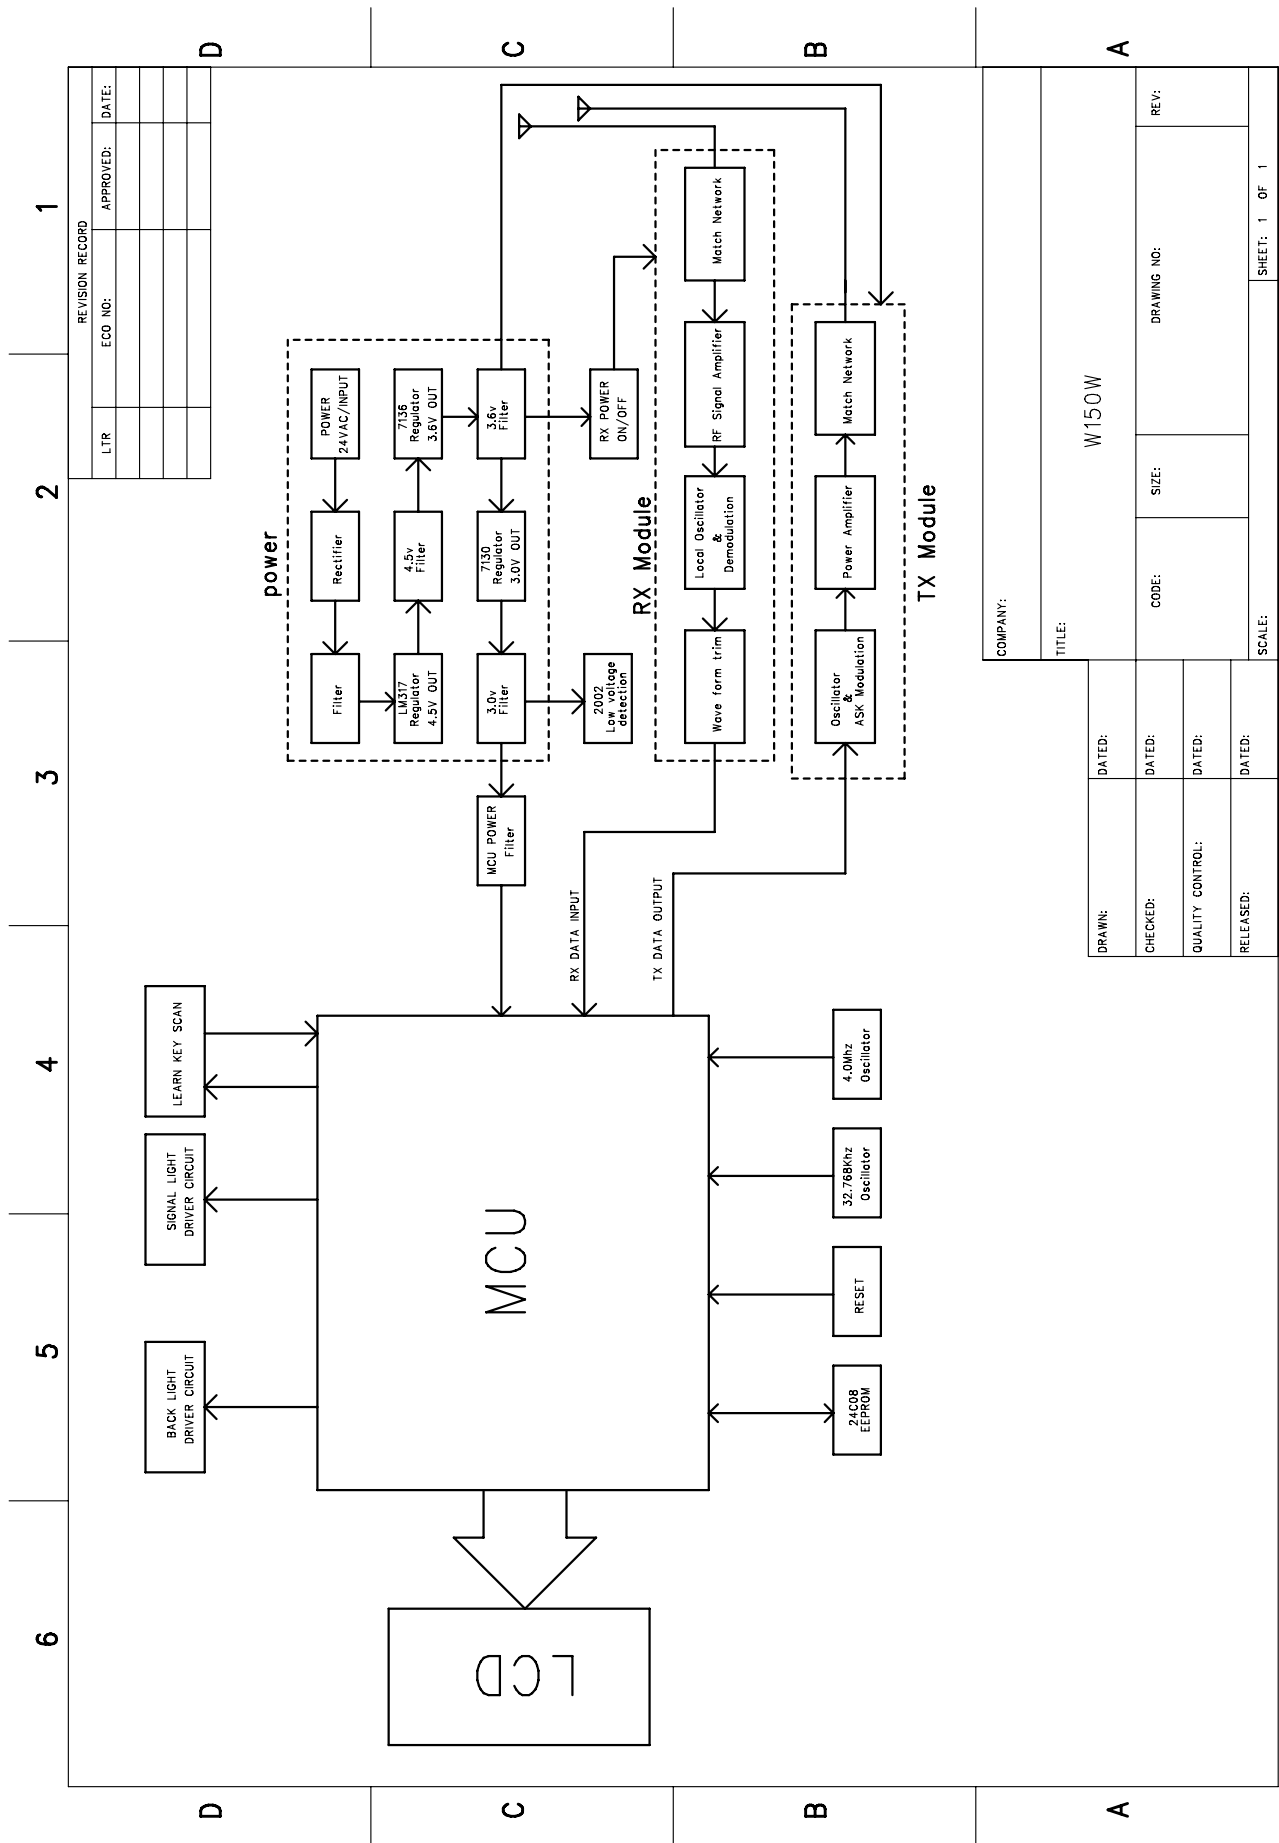 6
5
4
3
2
1
D
D
C
C
B
B
A
A
REVISION RECORD
LTR
ECO NO:
APPROVED:
DATE:
BACK LIGHT
DRIVER CIRCUIT
SIGNAL LIGHT
DRIVER CIRCUIT
LEARN KEY SCAN
LCD
MCU
power
POWER
24VAC/INPUT
Rectifier
Filter
LM317
Regulator
4.5V OUT
4.5v
Filter
7136
Regulator
3.6V OUT
3.6v
Filter
7130
Regulator
3.0V OUT
3.0v
Filter
MCU POWER
Filter
2002
Low voltage
detection
RX POWER
ON/OFF
RX DATA INPUT
TX DATA OUTPUT
RX Module
Wave form trim
Local Oscillator
&
Demodulation
RF Signal Amplifier
Match Network
Oscillator
&
ASK Modulation
Power Amplifier
Match Network
TX Module
24C08
EEPROM
RESET
32.768Khz
Oscillator
4.0Mhz
Oscillator
COMPANY:
TITLE:
W150W
DRAWN:
DATED:
CHECKED:
DATED:
QUALITY CONTROL:
DATED:
RELEASED:
DATED:
CODE:
SIZE:
DRAWING NO:
REV:
SCALE:
SHEET: 1 OF 1